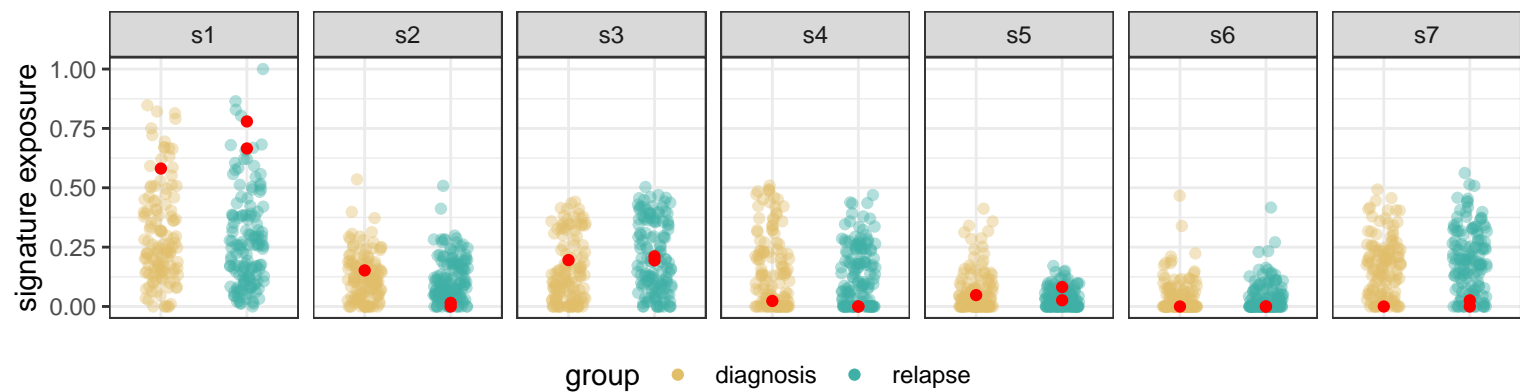 s1 s2 s3 s4 s5 s6 s7
signature exposure
1.00
0.75
0.50
0.25
0.00
group diagnosis relapse